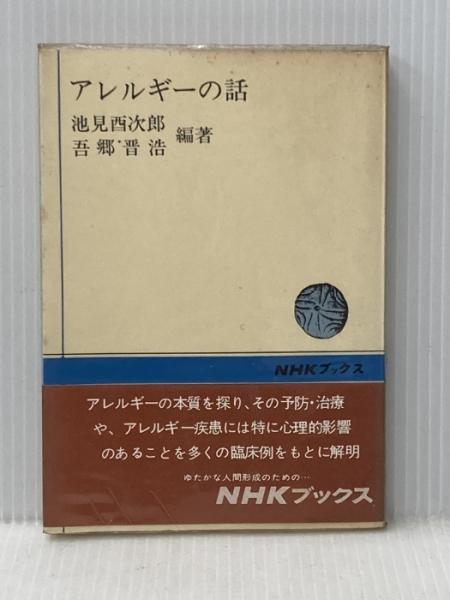 アレルギーの話
池見酉次郎
吾郷・晋浩
編著
NHKブックス
アレルギーの本質を探り、その予防・治療
や、アレルギー疾患には特に心理的影響
のあることを多くの臨床例をもとに解明
ゆたかな人間形成のための…
NHKブックス